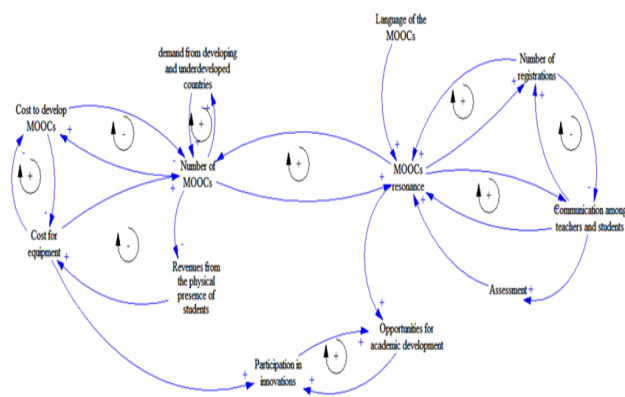 Language of the
MOOCs
demand from developing
and underdeveloped
countries
Number of
registrations
Cost to develop
MOOCs
Number of
MOOCs
MOOCs
resonance
Communication among
teachers and students
Cost for
equipment
Revenues from
the physical
presence of
students
Assessment
Opportunities for
academic development
Participation in
innovations